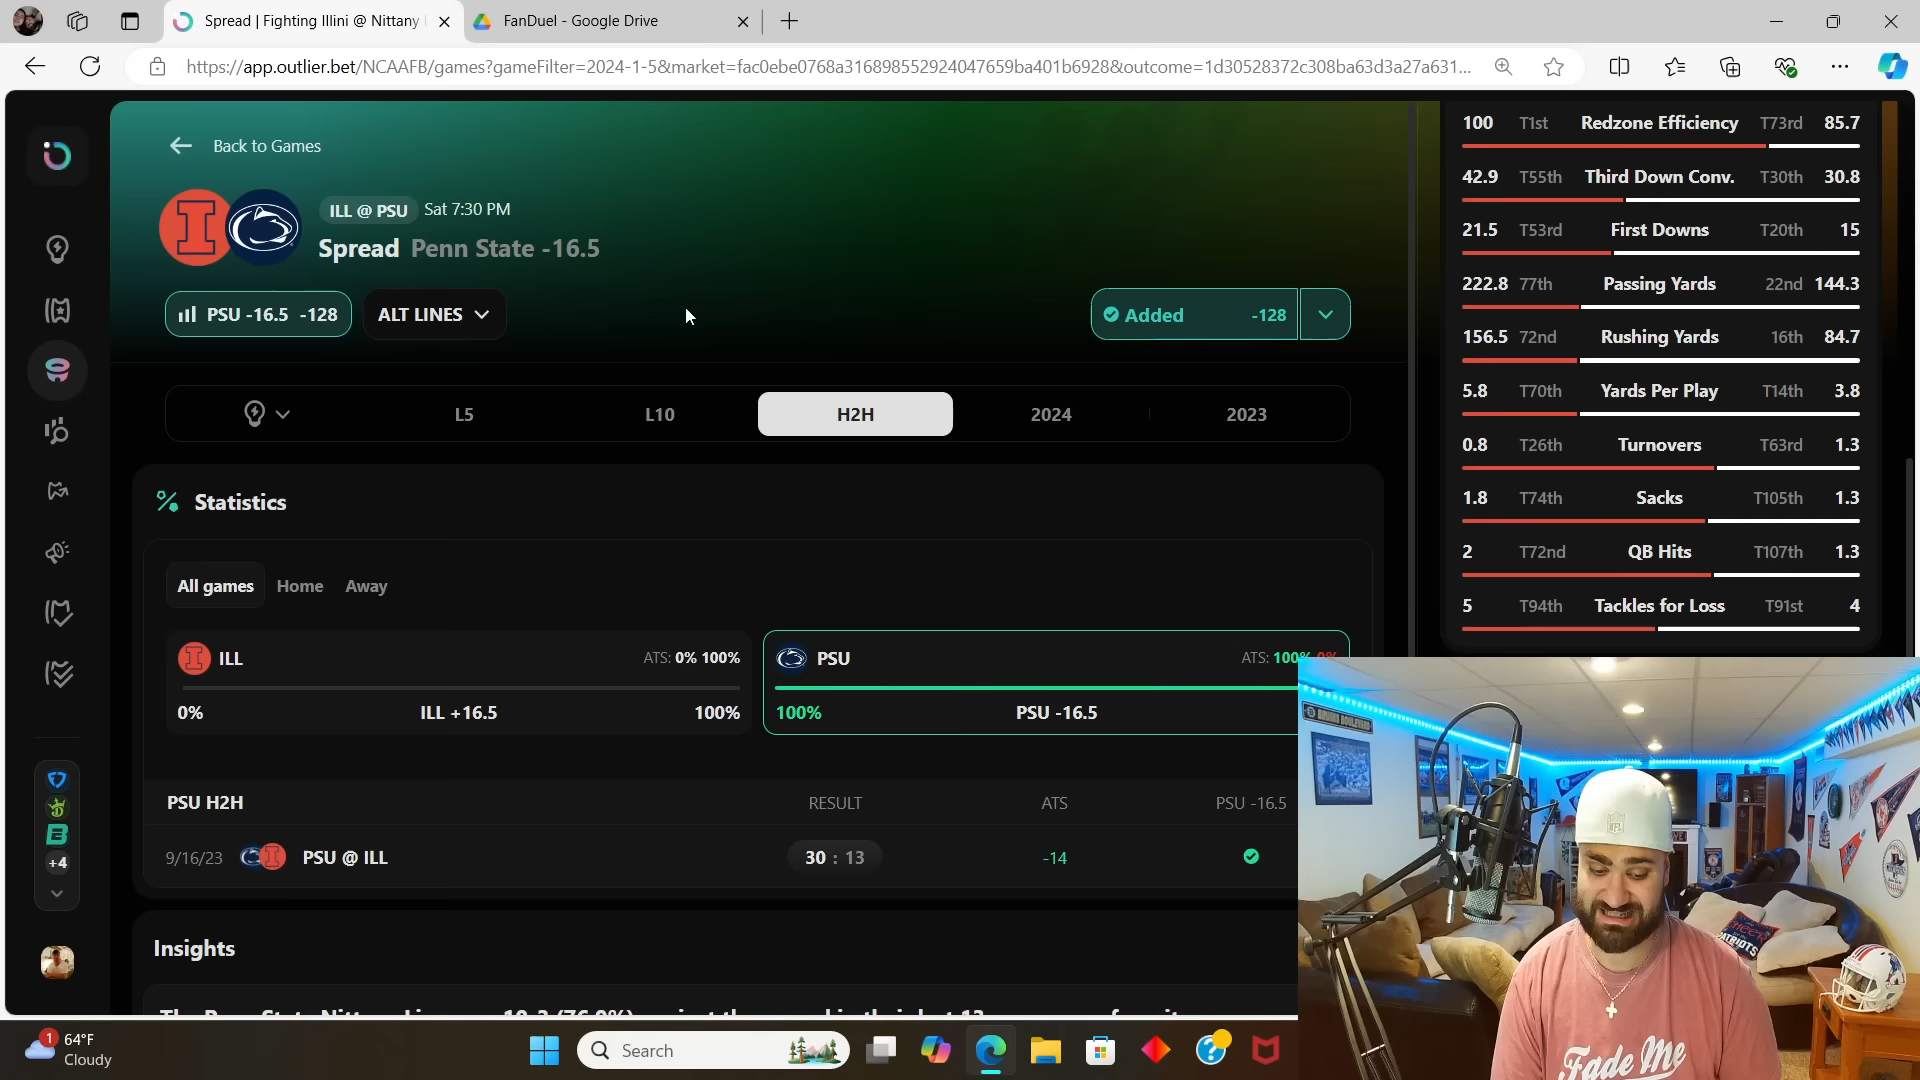 Spread | Fighting Illini @ Nittany
FanDuel - Google Drive
https://app.outlier.bet/NCAAFB/games?gameFilter=2024-1-5&market=fac0ebe0768a316898552924047659ba401b6928&outcome=1d30528372c308ba63d3a27a631...
Back to Games
ILL @ PSU Sat 7:30 PM
Spread Penn State -16.5
PSU -16.5 -128
ALT LINES
Added -128
L5 L10 H2H 2024 2023
Statistics
All games Home Away
ILL ATS: 0% 100%
0% ILL +16.5 100%
PSU ATS: 100% 0%
100% PSU -16.5
PSU H2H RESULT ATS PSU -16.5
9/16/23 PSU @ ILL 30 : 13 -14
Insights
100 T1st Redzone Efficiency T73rd 85.7
42.9 T55th Third Down Conv. T30th 30.8
21.5 T53rd First Downs T20th 15
222.8 77th Passing Yards 22nd 144.3
156.5 72nd Rushing Yards 16th 84.7
5.8 T70th Yards Per Play T14th 3.8
0.8 T26th Turnovers T63rd 1.3
1.8 T74th Sacks T105th 1.3
2 T72nd QB Hits T107th 1.3
5 T94th Tackles for Loss T91st 4
+4
BRUINS BOULEVARD
NFL
PATRIOTS
Fade Me
1
64°F
Cloudy
Search